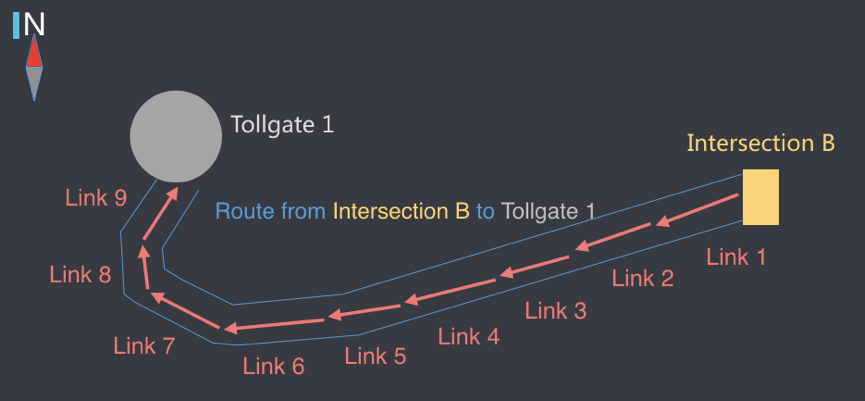 IN
Tollgate 1
Intersection B
Link 9
Route from Intersection B to Tollgate 1
Link 1
Link 8
Link 2
Link 3
Link 4
Link 7
Link 5
Link 6